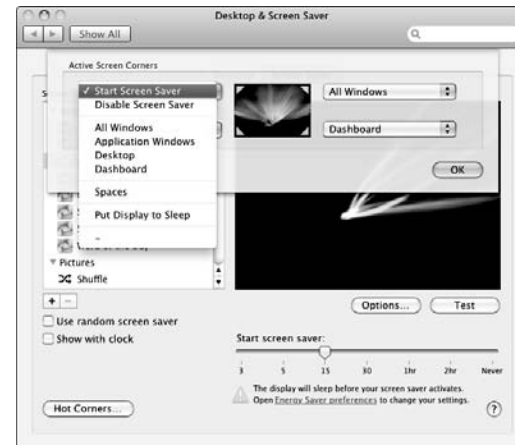 Desktop & Screen Saver
Show All
Active Screen Corners
✓ Start Screen Saver
Disable Screen Saver
All Windows
Application Windows
Desktop
Dashboard
Spaces
Put Display to Sleep
–
All Windows
Dashboard
OK
Pictures
Shuffle
+ –
Options... Test
Use random screen saver
Show with clock
Start screen saver:
3 5 15 30 1hr 2hr Never
The display will sleep before your screen saver activates.
Open Energy Saver preferences to change your settings.
Hot Corners... ?